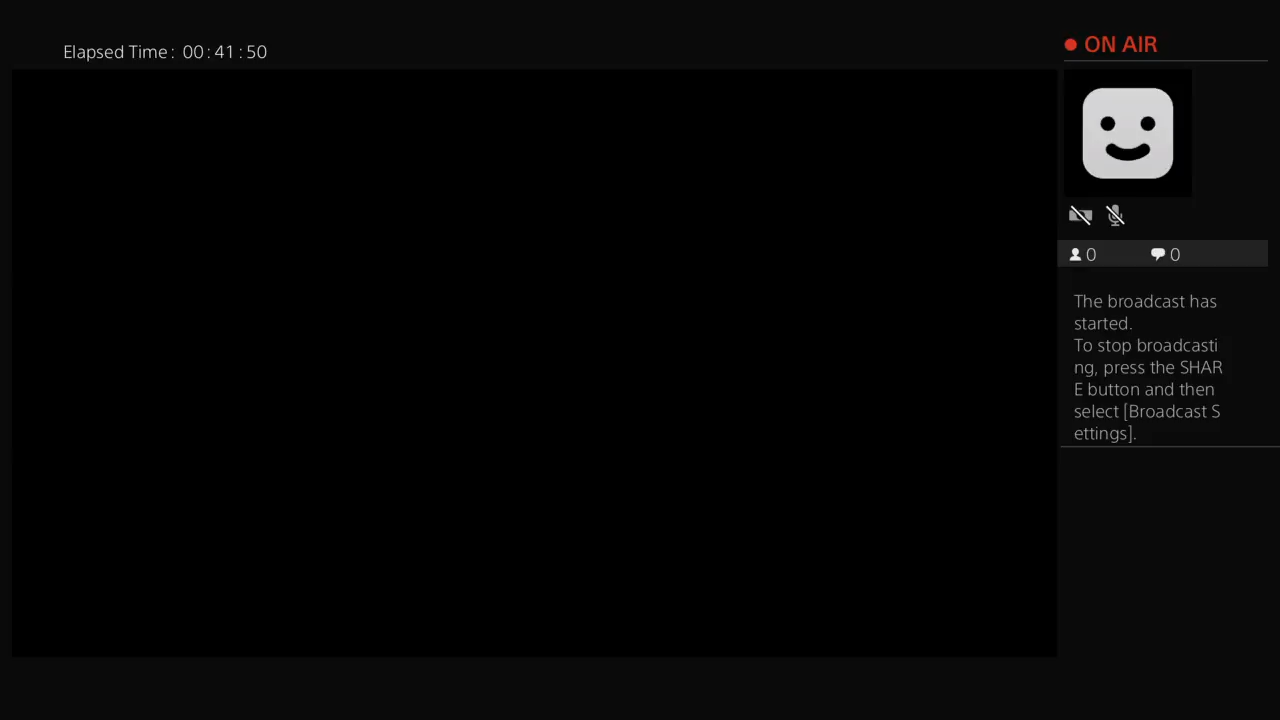 Elapsed Time: 00:41:50
ON AIR
0 0
The broadcast has
started.
To stop broadcasti
ng, press the SHAR
E button and then
select [Broadcast S
ettings].